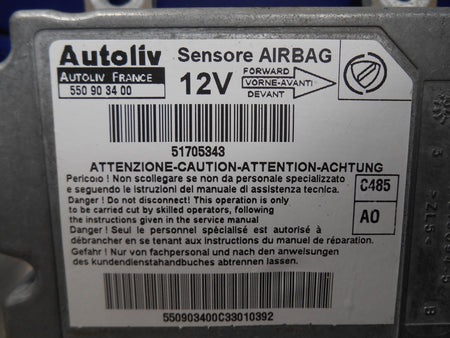 Autoliv
AUTOLIV FRANCE
550 90 34 00
Sensore AIRBAG
12V
FORWARD
VORNE-AVANTI
DEVANT
51705343
ATTENZIONE-CAUTION-ATTENTION-ACHTUNG
Pericolo ! Non scollegare se non da personale specializzato
e seguendo le istruzioni del manuale di assistenza tecnica.
Danger ! Do not disconnect! This operation is only
to be carried cut by skilled operators, following
the instructions given in the service manual
Danger ! Seul le personnel spécialisé est autorisé à
débrancher en se tenant aux instructions du manuel de réparation.
Gefahr ! Nur von fachpersonal und nach den anweisungen
des kundendienstahandbuches abtrennen lassen.
C485
A0
550903400C33010392